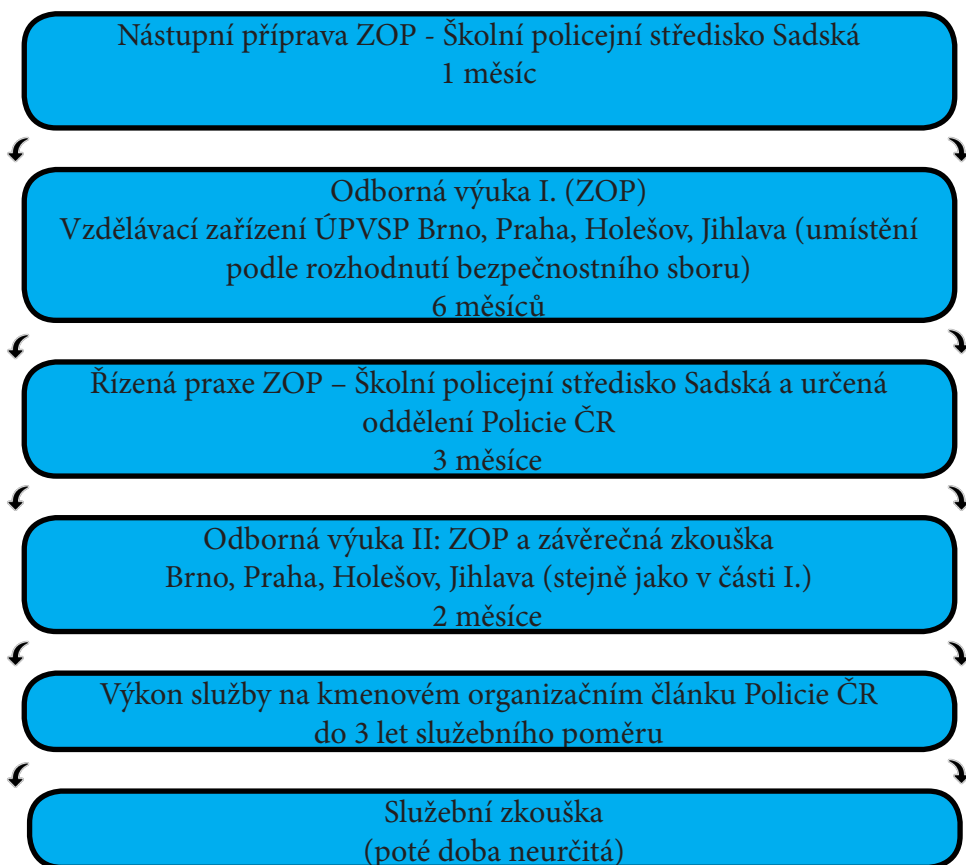 Nástupní příprava ZOP - Školní policejní středisko Sadská
1 měsíc
Odborná výuka I. (ZOP)
Vzdělávací zařízení ÚPVSP Brno, Praha, Holešov, Jihlava (umístění
podle rozhodnutí bezpečnostního sboru)
6 měsíců
Řízená praxe ZOP – Školní policejní středisko Sadská a určená
oddělení Policie ČR
3 měsíce
Odborná výuka II: ZOP a závěrečná zkouška
Brno, Praha, Holešov, Jihlava (stejně jako v části I.)
2 měsíce
Výkon služby na kmenovém organizačním článku Policie ČR
do 3 let služebního poměru
Služební zkouška
(poté doba neurčitá)